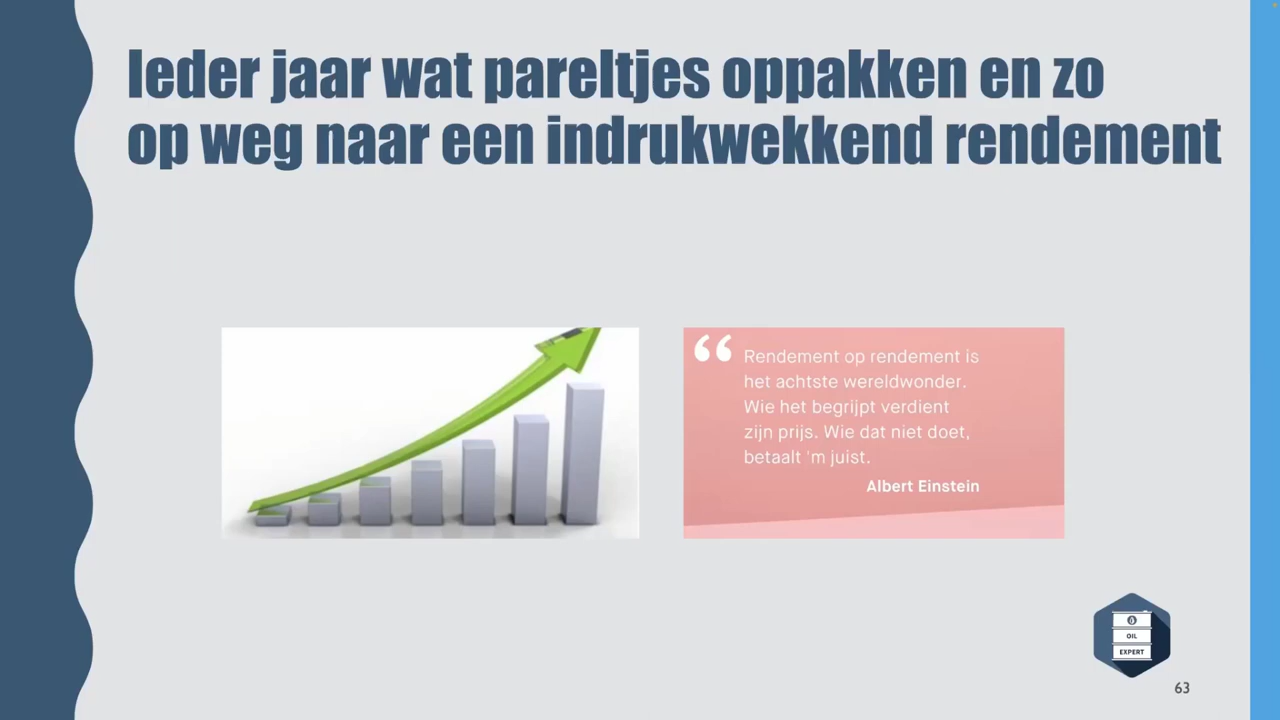 Ieder jaar wat pareltjes oppakken en zo
op weg naar een indrukwekkend rendement
“
Rendement op rendement is
het achtste wereldwonder.
Wie het begrijpt verdient
zijn prijs. Wie dat niet doet,
betaalt 'm juist.
Albert Einstein
OIL
EXPERT
63